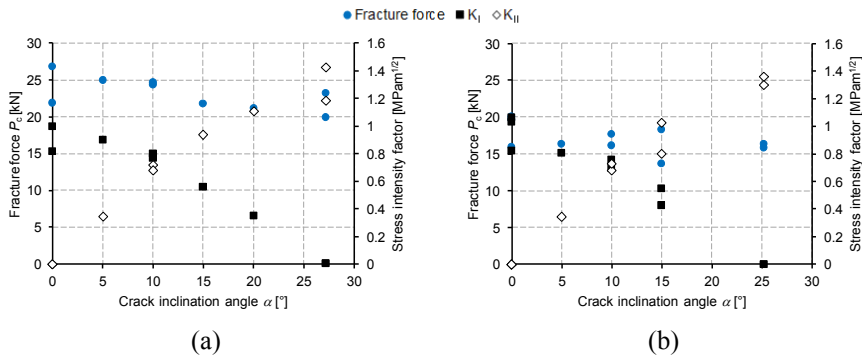 Fracture force K_I K_II
30
25
20
15
10
5
0
Fracture force P_c [kN]
1.6
1.4
1.2
1
0.8
0.6
0.4
0.2
0
Stress intensity factor [MPam^1/2]
0 5 10 15 20 25 30
Crack inclination angle α [°]
(a)
30
25
20
15
10
5
0
Fracture force P_c [kN]
1.6
1.4
1.2
1
0.8
0.6
0.4
0.2
0
Stress intensity factor [MPam^1/2]
0 5 10 15 20 25 30
Crack inclination angle α [°]
(b)